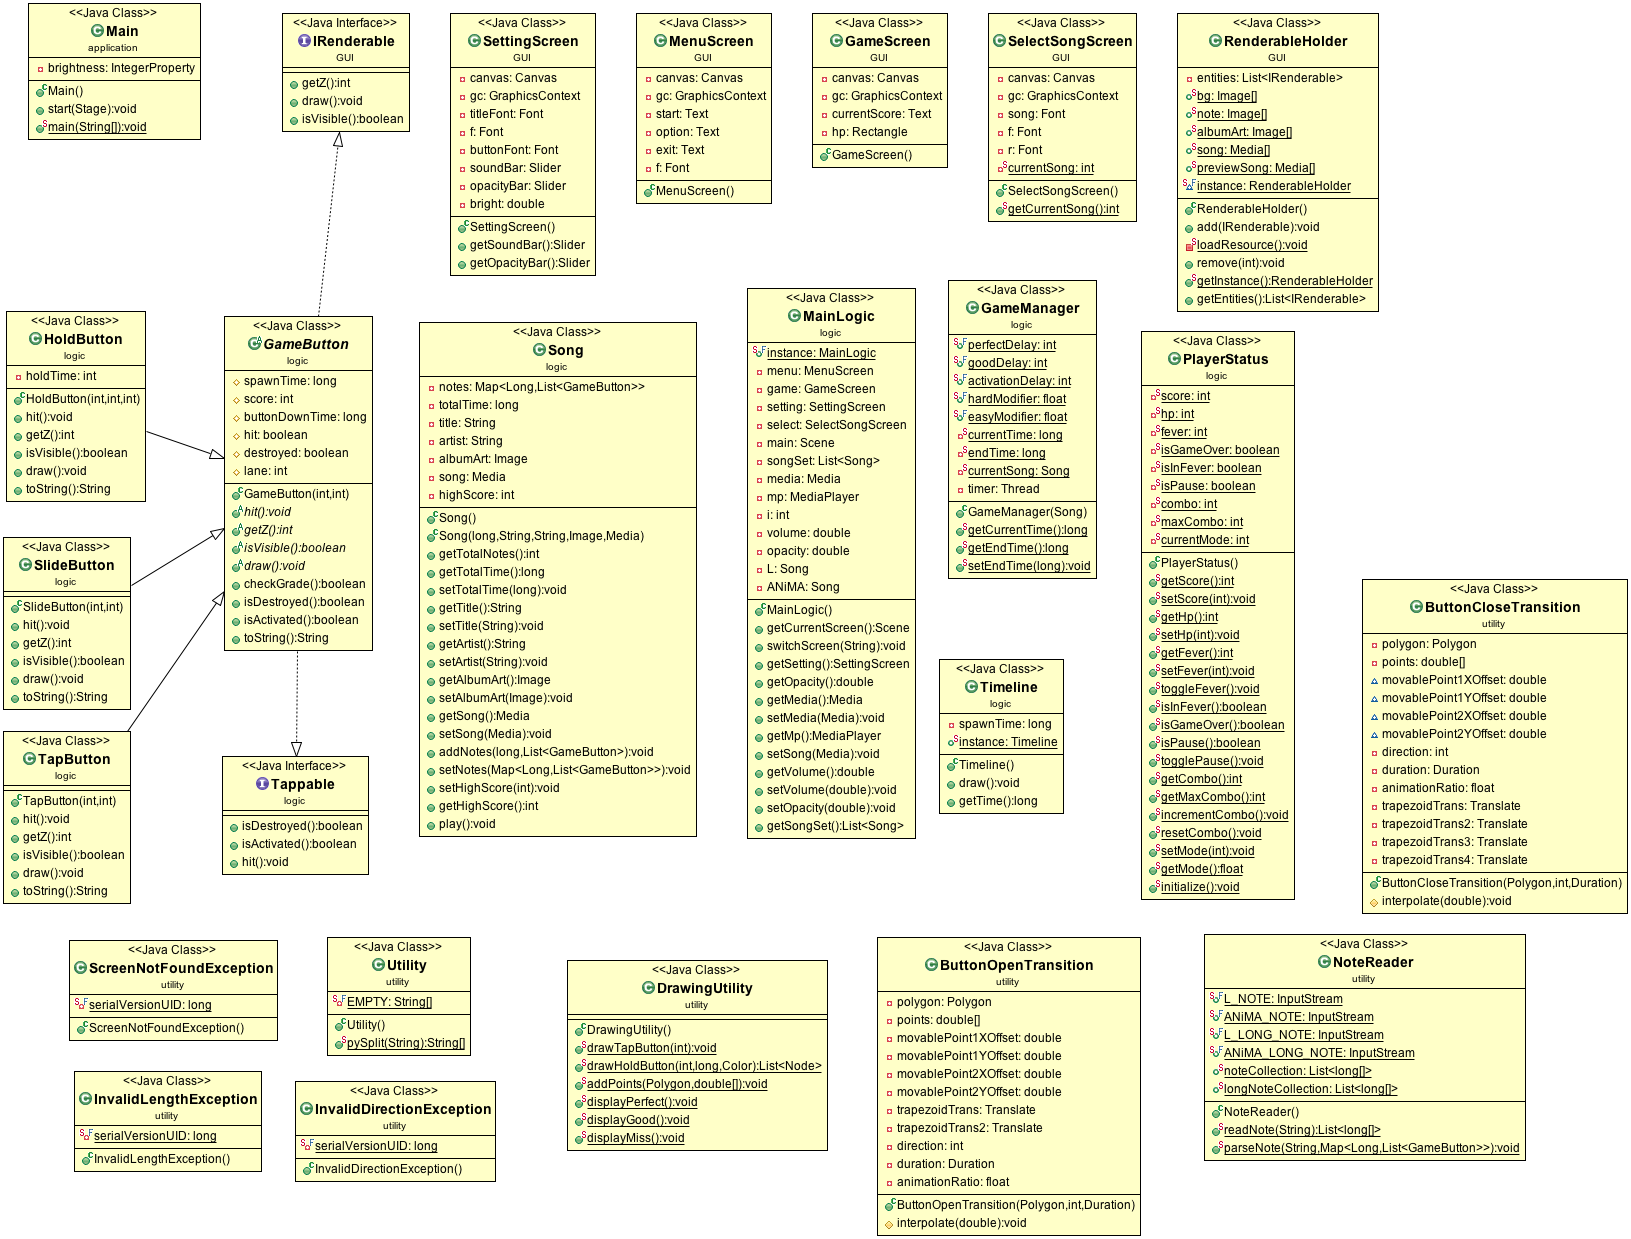 <<Java Class>>
Main
application
brightness: IntegerProperty
Main()
start(Stage):void
main(String[]):void
<<Java Interface>>
IRenderable
GUI
getZ():int
draw():void
isVisible():boolean
<<Java Class>>
SettingScreen
GUI
canvas: Canvas
gc: GraphicsContext
titleFont: Font
f: Font
buttonFont: Font
soundBar: Slider
opacityBar: Slider
bright: double
SettingScreen()
getSoundBar():Slider
getOpacityBar():Slider
<<Java Class>>
MenuScreen
GUI
canvas: Canvas
gc: GraphicsContext
start: Text
option: Text
exit: Text
f: Font
MenuScreen()
<<Java Class>>
GameScreen
GUI
canvas: Canvas
gc: GraphicsContext
currentScore: Text
hp: Rectangle
GameScreen()
<<Java Class>>
SelectSongScreen
GUI
canvas: Canvas
gc: GraphicsContext
song: Font
f: Font
r: Font
currentSong: int
SelectSongScreen()
getCurrentSong():int
<<Java Class>>
RenderableHolder
GUI
entities: List<IRenderable>
bg: Image[]
note: Image[]
albumArt: Image[]
song: Media[]
previewSong: Media[]
instance: RenderableHolder
RenderableHolder()
add(IRenderable):void
loadResource():void
remove(int):void
getInstance():RenderableHolder
getEntities():List<IRenderable>
<<Java Class>>
HoldButton
logic
holdTime: int
HoldButton(int,int,int)
hit():void
getZ():int
isVisible():boolean
draw():void
toString():String
<<Java Class>>
GameButton
logic
spawnTime: long
score: int
buttonDownTime: long
hit: boolean
destroyed: boolean
lane: int
GameButton(int,int)
hit():void
getZ():int
isVisible():boolean
draw():void
checkGrade():boolean
isDestroyed():boolean
isActivated():boolean
toString():String
<<Java Class>>
SlideButton
logic
SlideButton(int,int)
hit():void
getZ():int
isVisible():boolean
draw():void
toString():String
<<Java Class>>
TapButton
logic
TapButton(int,int)
hit():void
getZ():int
isVisible():boolean
draw():void
toString():String
<<Java Interface>>
Tappable
logic
isDestroyed():boolean
isActivated():boolean
hit():void
<<Java Class>>
Song
logic
notes: Map<Long,List<GameButton>>
totalTime: long
title: String
artist: String
albumArt: Image
song: Media
highScore: int
Song()
Song(long,String,String,Image,Media)
getTotalNotes():int
getTotalTime():long
setTotalTime(long):void
getTitle():String
setTitle(String):void
getArtist():String
setArtist(String):void
getAlbumArt():Image
setAlbumArt(Image):void
getSong():Media
setSong(Media):void
addNotes(long,List<GameButton>):void
setNotes(Map<Long,List<GameButton>>):void
setHighScore(int):void
getHighScore():int
play():void
<<Java Class>>
MainLogic
logic
instance: MainLogic
menu: MenuScreen
game: GameScreen
setting: SettingScreen
select: SelectSongScreen
main: Scene
songSet: List<Song>
media: Media
mp: MediaPlayer
i: int
volume: double
opacity: double
L: Song
ANiMA: Song
MainLogic()
getCurrentScreen():Scene
switchScreen(String):void
getSetting():SettingScreen
getOpacity():double
getMedia():Media
setMedia(Media):void
getMp():MediaPlayer
setSong(Media):void
getVolume():double
setVolume(double):void
setOpacity(double):void
getSongSet():List<Song>
<<Java Class>>
GameManager
logic
perfectDelay: int
goodDelay: int
activationDelay: int
hardModifier: float
easyModifier: float
currentTime: long
endTime: long
currentSong: Song
timer: Thread
GameManager(Song)
getCurrentTime():long
getEndTime():long
setEndTime(long):void
<<Java Class>>
Timeline
logic
spawnTime: long
instance: Timeline
Timeline()
draw():void
getTime():long
<<Java Class>>
PlayerStatus
logic
score: int
hp: int
fever: int
isGameOver: boolean
isInFever: boolean
isPause: boolean
combo: int
maxCombo: int
currentMode: int
PlayerStatus()
getScore():int
setScore(int):void
getHp():int
setHp(int):void
getFever():int
setFever(int):void
toggleFever():void
isInFever():boolean
isGameOver():boolean
isPause():boolean
togglePause():void
getCombo():int
getMaxCombo():int
incrementCombo():void
resetCombo():void
setMode(int):void
getMode():float
initialize():void
<<Java Class>>
ButtonCloseTransition
utility
polygon: Polygon
points: double[]
movablePoint1XOffset: double
movablePoint1YOffset: double
movablePoint2XOffset: double
movablePoint2YOffset: double
direction: int
duration: Duration
animationRatio: float
trapezoidTrans: Translate
trapezoidTrans2: Translate
trapezoidTrans3: Translate
trapezoidTrans4: Translate
ButtonCloseTransition(Polygon,int,Duration)
interpolate(double):void
<<Java Class>>
ScreenNotFoundException
utility
serialVersionUID: long
ScreenNotFoundException()
<<Java Class>>
InvalidLengthException
utility
serialVersionUID: long
InvalidLengthException()
<<Java Class>>
Utility
utility
EMPTY: String[]
Utility()
pySplit(String):String[]
<<Java Class>>
InvalidDirectionException
utility
serialVersionUID: long
InvalidDirectionException()
<<Java Class>>
DrawingUtility
utility
DrawingUtility()
drawTapButton(int):void
drawHoldButton(int,long,Color):List<Node>
addPoints(Polygon,double[]):void
displayPerfect():void
displayGood():void
displayMiss():void
<<Java Class>>
ButtonOpenTransition
utility
polygon: Polygon
points: double[]
movablePoint1XOffset: double
movablePoint1YOffset: double
movablePoint2XOffset: double
movablePoint2YOffset: double
trapezoidTrans: Translate
trapezoidTrans2: Translate
direction: int
duration: Duration
animationRatio: float
ButtonOpenTransition(Polygon,int,Duration)
interpolate(double):void
<<Java Class>>
NoteReader
utility
L_NOTE: InputStream
ANiMA_NOTE: InputStream
L_LONG_NOTE: InputStream
ANiMA_LONG_NOTE: InputStream
noteCollection: List<long[]>
longNoteCollection: List<long[]>
NoteReader()
readNote(String):List<long[]>
parseNote(String,Map<Long,List<GameButton>>):void